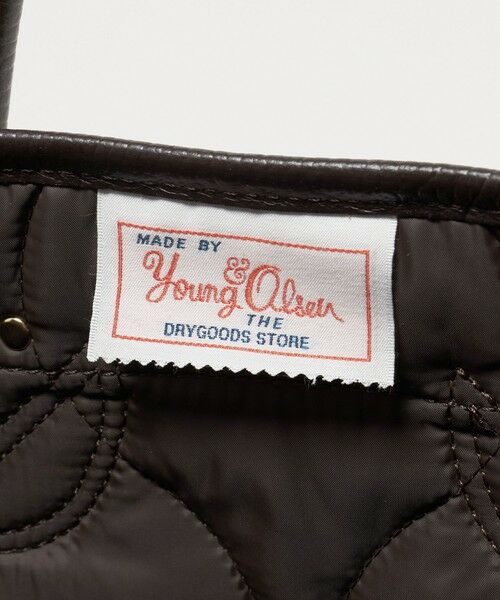 MADE BY
Young & Olsen
THE
DRYGOODS STORE